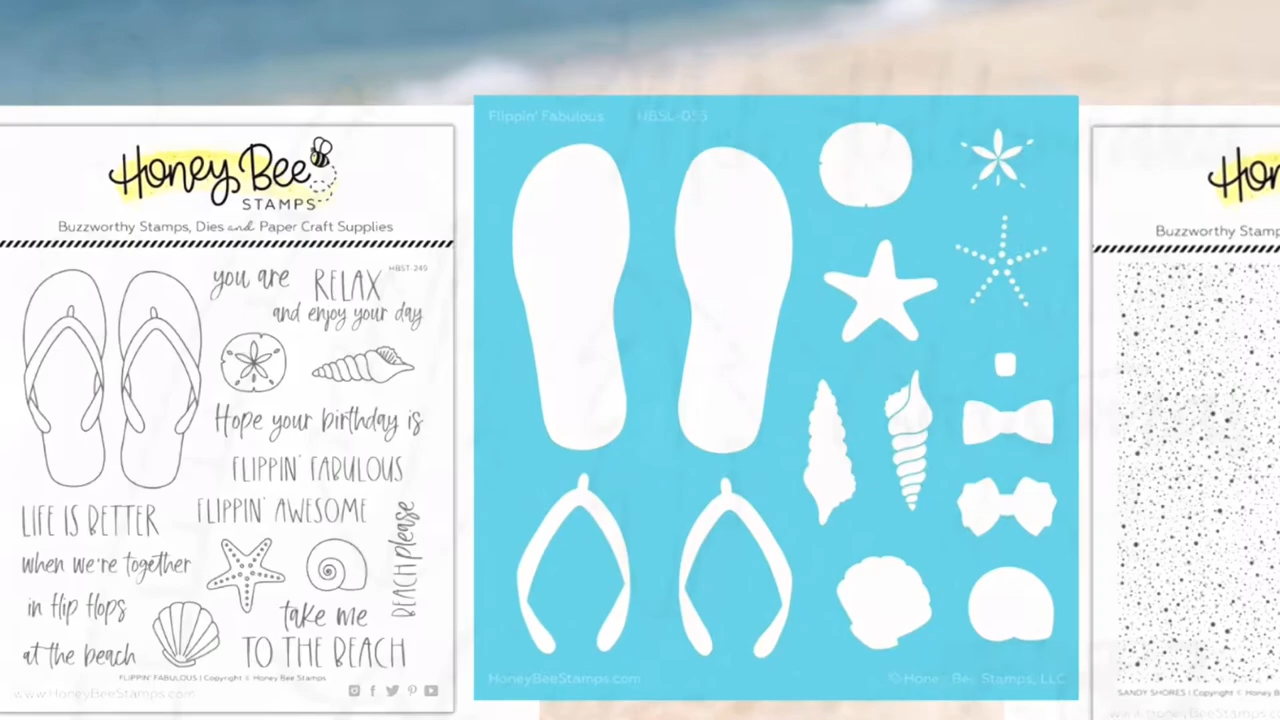 Honey Bee
STAMPS
Buzzworthy Stamps, Dies and Paper Craft Supplies
HBST-249
you are RELAX
and enjoy your day
Hope your birthday is
FLIPPIN' FABULOUS
FLIPPIN' AWESOME
LIFE IS BETTER
when we're together
in flip flops
at the beach
BEACH please
take me
TO THE BEACH
FLIPPIN' FABULOUS | Copyright © Honey Bee Stamps
www.HoneyBeeStamps.com
Flippin' Fabulous HBSL-055
HoneyBeeStamps.com
© Honey Bee Stamps, LLC
Hon
Buzzworthy Stamp
SANDY SHORES | Copyright © Honey B
www.HoneyBeeStamps